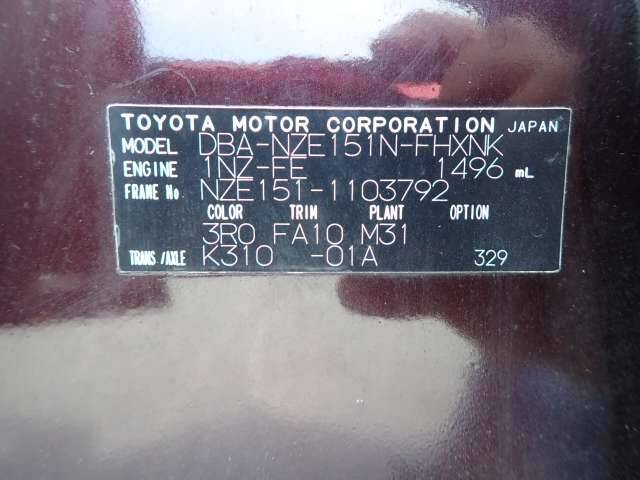 TOYOTA MOTOR CORPORATION JAPAN
MODEL DBA-NZE151N-FHXNK
ENGINE 1NZ-FE 1496 mL
FRAME No NZE151-1103792
COLOR TRIM PLANT OPTION
3R0 FA10 M31
TRANS/AXLE K310 -01A 329